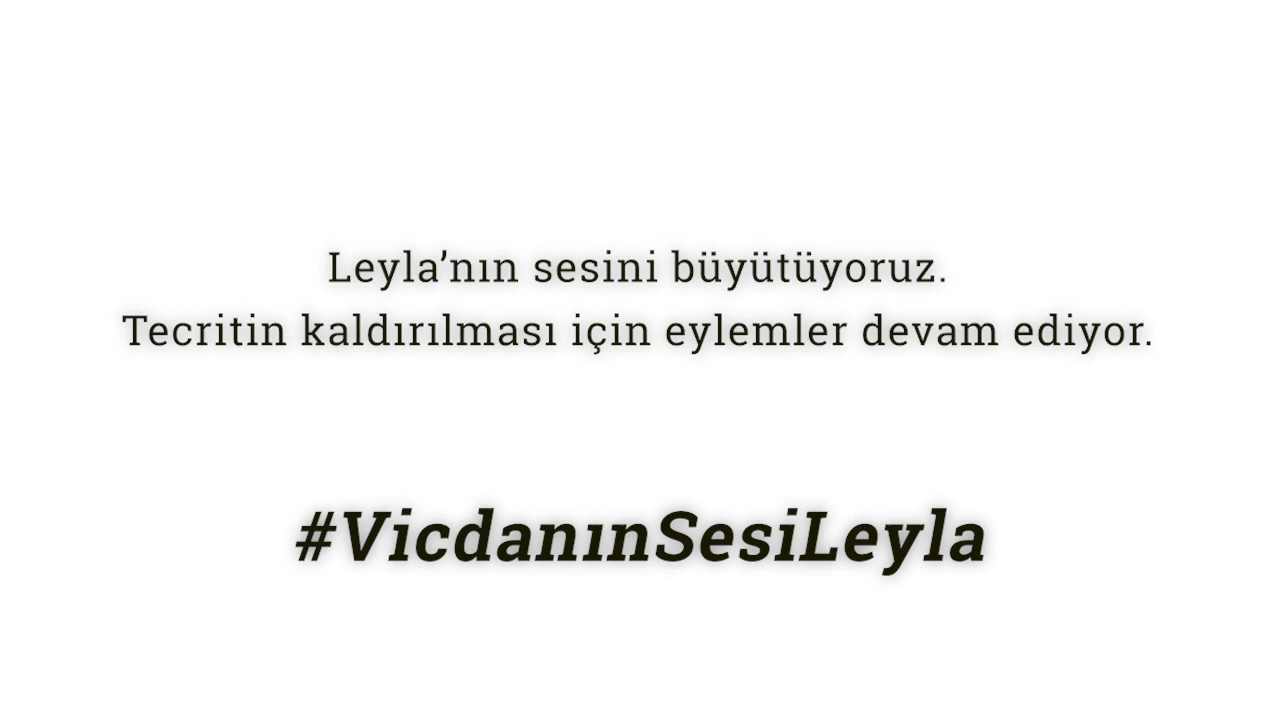 Leyla’nın sesini büyütüyoruz.
Tecritin kaldırılması için eylemler devam ediyor.
#VicdanınSesiLeyla